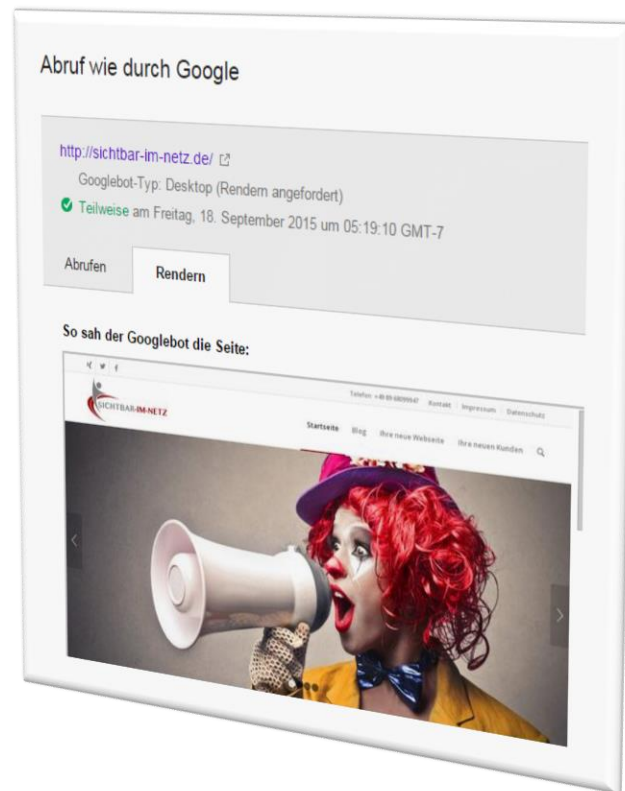 Abruf wie durch Google
http://sichtbar-im-netz.de/
Googlebot-Typ: Desktop (Rendern angefordert)
Teilweise am Freitag, 18. September 2015 um 05:19:10 GMT-7
Abrufen Rendern
So sah der Googlebot die Seite:
Kontakt Impressum Datenschutz
SICHTBAR-IM-NETZ
Startseite Blog Ihre neue Webseite Ihre neuen Kunden